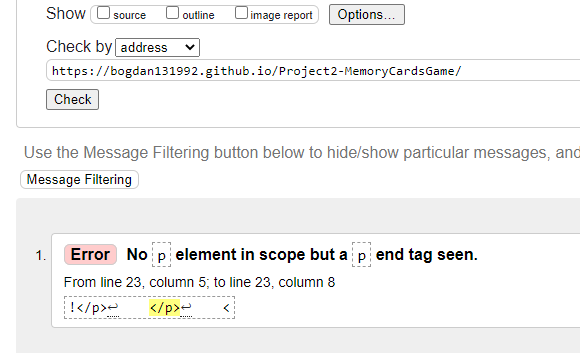 Show source outline image report Options...
Check by address
https://bogdan131992.github.io/Project2-MemoryCardsGame/
Check
Use the Message Filtering button below to hide/show particular messages, and
Message Filtering
1. Error No p element in scope but a p end tag seen.
From line 23, column 5; to line 23, column 8
!</p>↩ </p>↩ <